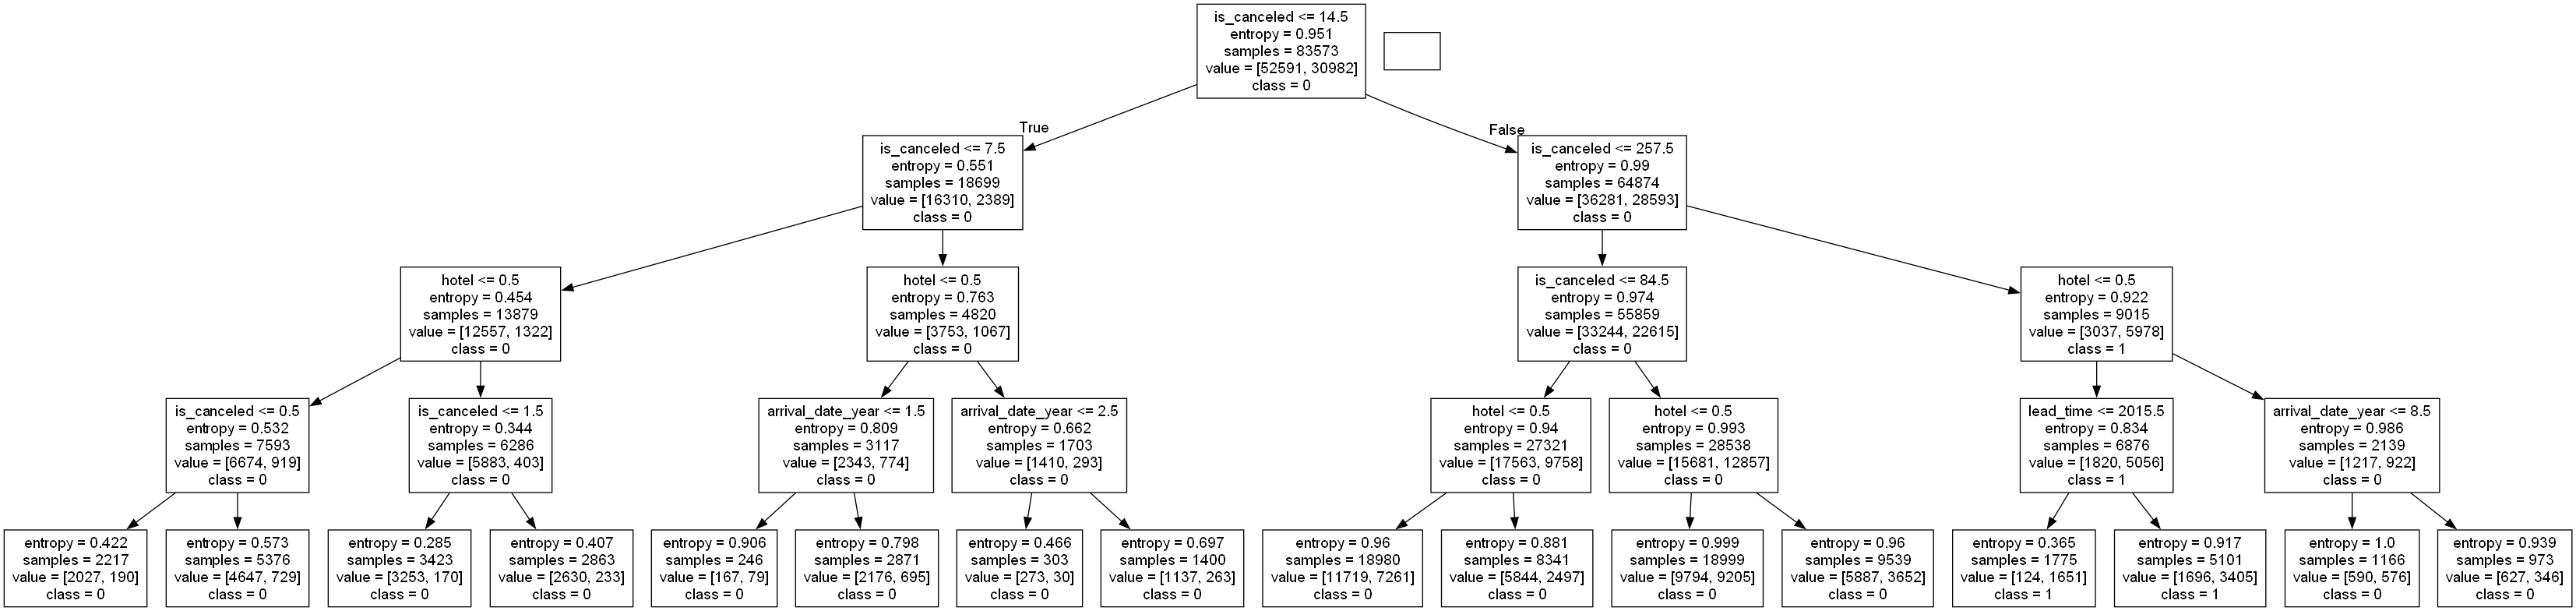 is_canceled <= 14.5
entropy = 0.951
samples = 83573
value = [52591, 30982]
class = 0
True
False
is_canceled <= 7.5
entropy = 0.551
samples = 18699
value = [16310, 2389]
class = 0
is_canceled <= 257.5
entropy = 0.99
samples = 64874
value = [36281, 28593]
class = 0
hotel <= 0.5
entropy = 0.454
samples = 13879
value = [12557, 1322]
class = 0
hotel <= 0.5
entropy = 0.763
samples = 4820
value = [3753, 1067]
class = 0
is_canceled <= 84.5
entropy = 0.974
samples = 55859
value = [33244, 22615]
class = 0
hotel <= 0.5
entropy = 0.922
samples = 9015
value = [3037, 5978]
class = 1
is_canceled <= 0.5
entropy = 0.532
samples = 7593
value = [6674, 919]
class = 0
is_canceled <= 1.5
entropy = 0.344
samples = 6286
value = [5883, 403]
class = 0
arrival_date_year <= 1.5
entropy = 0.809
samples = 3117
value = [2343, 774]
class = 0
arrival_date_year <= 2.5
entropy = 0.662
samples = 1703
value = [1410, 293]
class = 0
hotel <= 0.5
entropy = 0.94
samples = 27321
value = [17563, 9758]
class = 0
hotel <= 0.5
entropy = 0.993
samples = 28538
value = [15681, 12857]
class = 0
lead_time <= 2015.5
entropy = 0.834
samples = 6876
value = [1820, 5056]
class = 1
arrival_date_year <= 8.5
entropy = 0.986
samples = 2139
value = [1217, 922]
class = 0
entropy = 0.422
samples = 2217
value = [2027, 190]
class = 0
entropy = 0.573
samples = 5376
value = [4647, 729]
class = 0
entropy = 0.285
samples = 3423
value = [3253, 170]
class = 0
entropy = 0.407
samples = 2863
value = [2630, 233]
class = 0
entropy = 0.906
samples = 246
value = [167, 79]
class = 0
entropy = 0.798
samples = 2871
value = [2176, 695]
class = 0
entropy = 0.466
samples = 303
value = [273, 30]
class = 0
entropy = 0.697
samples = 1400
value = [1137, 263]
class = 0
entropy = 0.96
samples = 18980
value = [11719, 7261]
class = 0
entropy = 0.881
samples = 8341
value = [5844, 2497]
class = 0
entropy = 0.999
samples = 18999
value = [9794, 9205]
class = 0
entropy = 0.96
samples = 9539
value = [5887, 3652]
class = 0
entropy = 0.365
samples = 1775
value = [124, 1651]
class = 1
entropy = 0.917
samples = 5101
value = [1696, 3405]
class = 1
entropy = 1.0
samples = 1166
value = [590, 576]
class = 0
entropy = 0.939
samples = 973
value = [627, 346]
class = 0